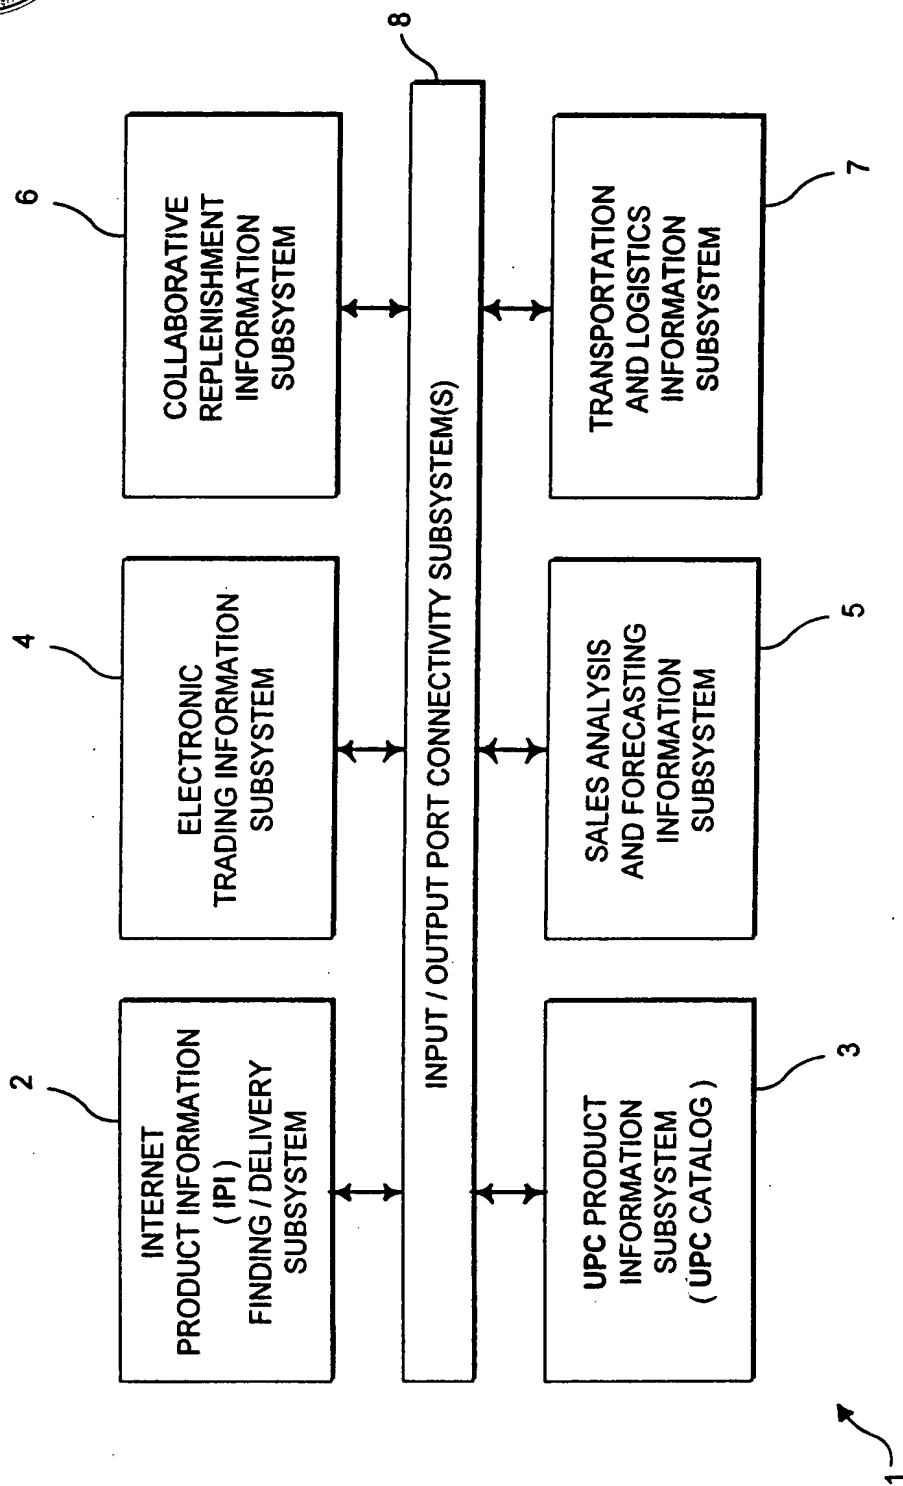 2
INTERNET
PRODUCT INFORMATION
( IPI )
FINDING / DELIVERY
SUBSYSTEM
4
ELECTRONIC
TRADING INFORMATION
SUBSYSTEM
6
COLLABORATIVE
REPLENISHMENT
INFORMATION
SUBSYSTEM
8
INPUT / OUTPUT PORT CONNECTIVITY SUBSYSTEM(S)
UPC PRODUCT
INFORMATION
SUBSYSTEM
( UPC CATALOG )
3
SALES ANALYSIS
AND FORECASTING
INFORMATION
SUBSYSTEM
5
TRANSPORTATION
AND LOGISTICS
INFORMATION
SUBSYSTEM
7
1